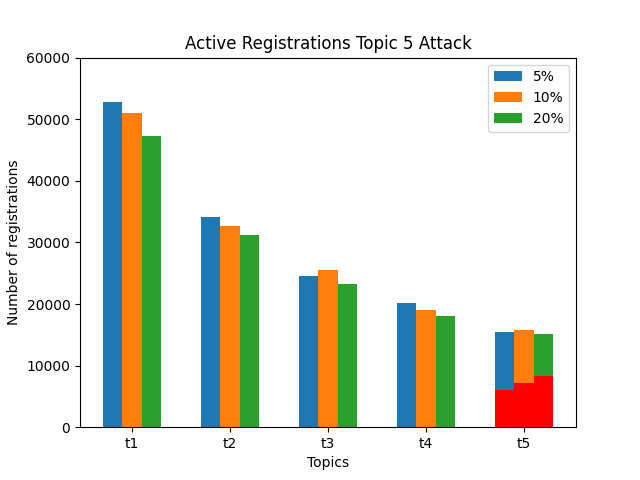 Active Registrations Topic 5 Attack
60000
50000
40000
30000
20000
10000
0
Number of registrations
5%
10%
20%
t1 t2 t3 t4 t5
Topics